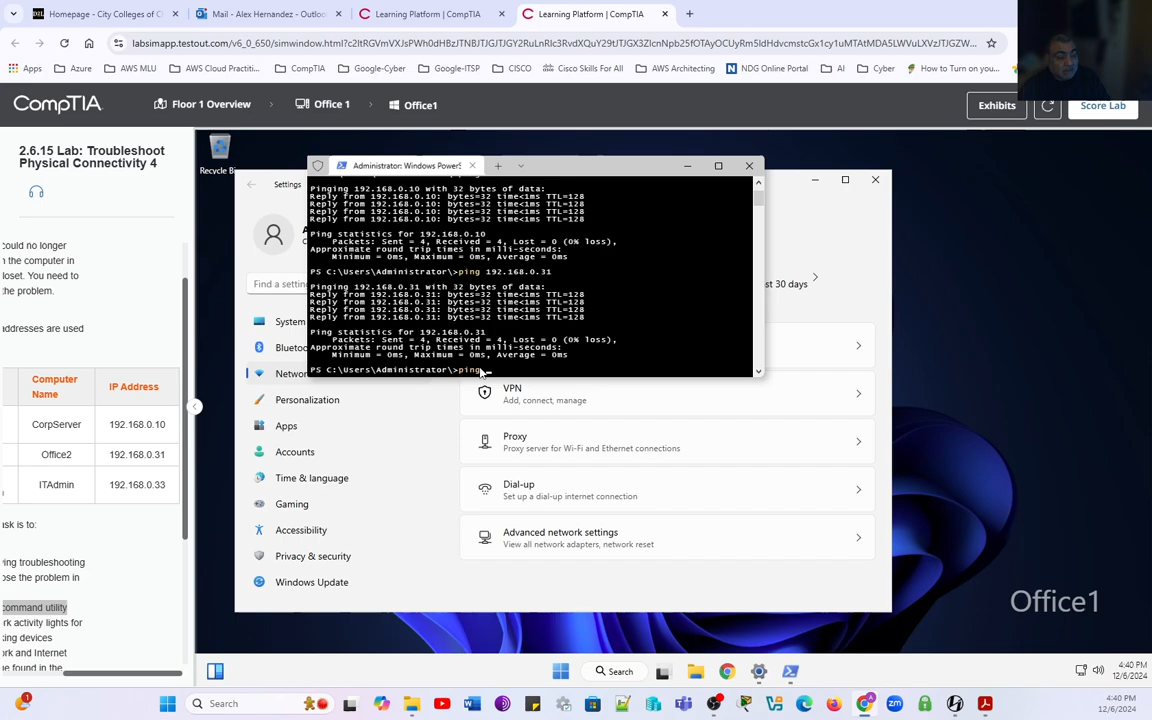 Homepage - City Colleges of C
Mail - Alex Hernandez - Outloo
Learning Platform | CompTIA
Learning Platform | CompTIA
Apps
Azure
AWS MLU
AWS Cloud Practiti...
CompTIA
Google-Cyber
Google-ITSP
CISCO
Cisco Skills For All
AWS Architecting
NDG Online Portal
AI
Cyber
How to Turn on you...
CompTIA.
Floor 1 Overview
Office 1
Office1
Exhibits
Score Lab
2.6.15 Lab: Troubleshoot
Physical Connectivity 4
could no longer
n the computer in
loset. You need to
the problem.
addresses are used
Computer Name IP Address
CorpServer 192.168.0.10
Office2 192.168.0.31
ITAdmin 192.168.0.33
ask is to:
ving troubleshooting
ose the problem in
command utility
rk activity lights for
king devices
ork and Internet
be found in the
Recycle Bi
Administrator: Windows PowerS
Pinging 192.168.0.10 with 32 bytes of data:
Reply from 192.168.0.10: bytes=32 time<1ms TTL=128
Reply from 192.168.0.10: bytes=32 time<1ms TTL=128
Reply from 192.168.0.10: bytes=32 time<1ms TTL=128
Reply from 192.168.0.10: bytes=32 time<1ms TTL=128
Ping statistics for 192.168.0.10
Packets: Sent = 4, Received = 4, Lost = 0 (0% loss),
Approximate round trip times in milli-seconds:
Minimum = 0ms, Maximum = 0ms, Average = 0ms
PS C:\Users\Administrator\>ping 192.168.0.31
Pinging 192.168.0.31 with 32 bytes of data:
Reply from 192.168.0.31: bytes=32 time<1ms TTL=128
Reply from 192.168.0.31: bytes=32 time<1ms TTL=128
Reply from 192.168.0.31: bytes=32 time<1ms TTL=128
Reply from 192.168.0.31: bytes=32 time<1ms TTL=128
Ping statistics for 192.168.0.31
Packets: Sent = 4, Received = 4, Lost = 0 (0% loss),
Approximate round trip times in milli-seconds:
Minimum = 0ms, Maximum = 0ms, Average = 0ms
PS C:\Users\Administrator\>ping
Settings
A
Find a settin
System
Bluetoo
Networ
Personalization
Apps
Accounts
Time & language
Gaming
Accessibility
Privacy & security
Windows Update
st 30 days
VPN
Add, connect, manage
Proxy
Proxy server for Wi-Fi and Ethernet connections
Dial-up
Set up a dial-up internet connection
Advanced network settings
View all network adapters, network reset
Office1
Search
4:40 PM
12/6/2024
1
Search
4:40 PM
12/6/2024